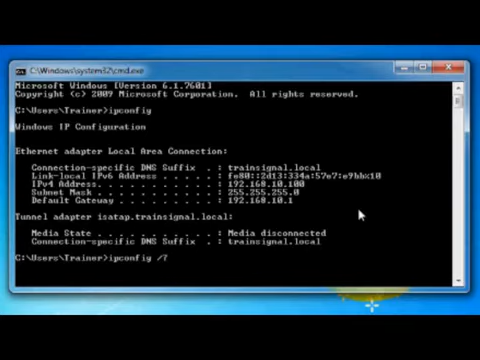 C:\Windows\system32\cmd.exe
Microsoft Windows [Version 6.1.7601]
Copyright (c) 2009 Microsoft Corporation.  All rights reserved.
C:\Users\Trainer>ipconfig
Windows IP Configuration
Ethernet adapter Local Area Connection:
Connection-specific DNS Suffix  . : trainsignal.local
Link-local IPv6 Address . . . . . : fe80::2d13:334a:57e7:e9bb%10
IPv4 Address. . . . . . . . . . . : 192.168.10.100
Subnet Mask . . . . . . . . . . . : 255.255.255.0
Default Gateway . . . . . . . . . : 192.168.10.1
Tunnel adapter isatap.trainsignal.local:
Media State . . . . . . . . . . . : Media disconnected
Connection-specific DNS Suffix  . : trainsignal.local
C:\Users\Trainer>ipconfig /?